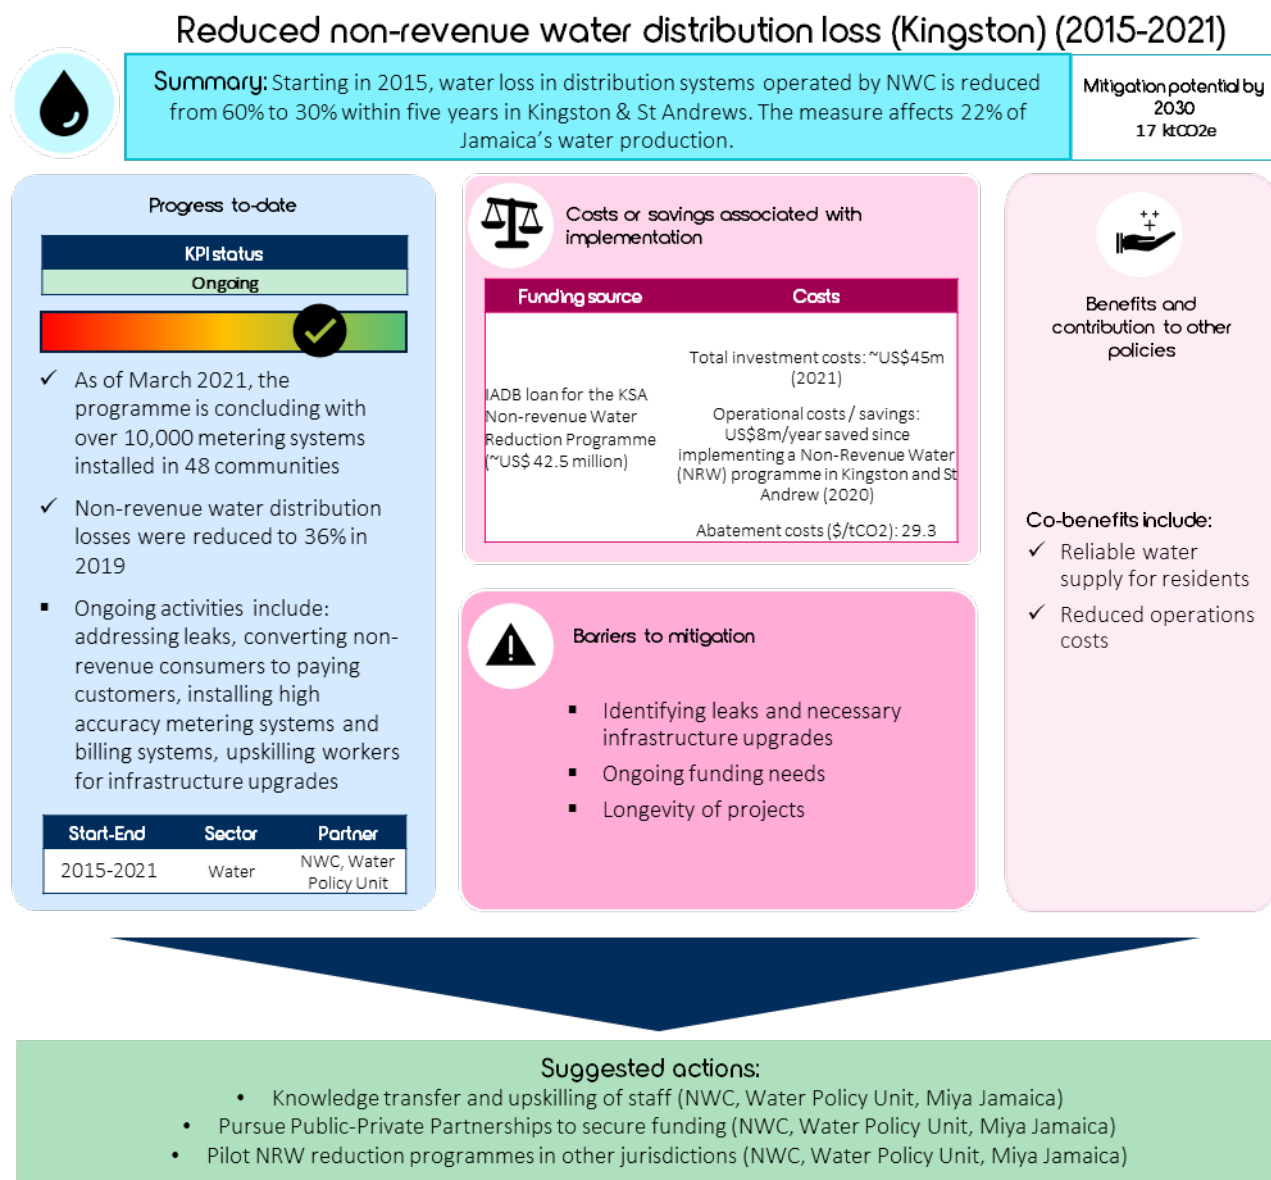 Reduced non-revenue water distribution loss (Kingston) (2015-2021)
Summary: Starting in 2015, water loss in distribution systems operated by NWC is reduced
from 60% to 30% within five years in Kingston & St Andrews. The measure affects 22% of
Jamaica's water production.
Mitigation potential by
2030
17 ktCO2e
Progress to-date
KPI status
Ongoing
✓ As of March 2021, the
programme is concluding with
over 10,000 metering systems
installed in 48 communities
✓ Non-revenue water distribution
losses were reduced to 36% in
2019
▪ Ongoing activities include:
addressing leaks, converting non-
revenue consumers to paying
customers, installing high
accuracy metering systems and
billing systems, upskilling workers
for infrastructure upgrades
Start-End Sector Partner
2015-2021 Water NWC, Water
Policy Unit
Costs or savings associated with
implementation
Funding source Costs
IADB loan for the KSA
Non-revenue Water
Reduction Programme
(~US$ 42.5 million)
Total investment costs: ~US$45m
(2021)
Operational costs / savings:
US$8m/year saved since
implementing a Non-Revenue Water
(NRW) programme in Kingston and St
Andrew (2020)
Abatement costs ($/tCO2): 29.3
Barriers to mitigation
▪ Identifying leaks and necessary
infrastructure upgrades
▪ Ongoing funding needs
▪ Longevity of projects
Benefits and
contribution to other
policies
Co-benefits include:
✓ Reliable water
supply for residents
✓ Reduced operations
costs
Suggested actions:
• Knowledge transfer and upskilling of staff (NWC, Water Policy Unit, Miya Jamaica)
• Pursue Public-Private Partnerships to secure funding (NWC, Water Policy Unit, Miya Jamaica)
• Pilot NRW reduction programmes in other jurisdictions (NWC, Water Policy Unit, Miya Jamaica)